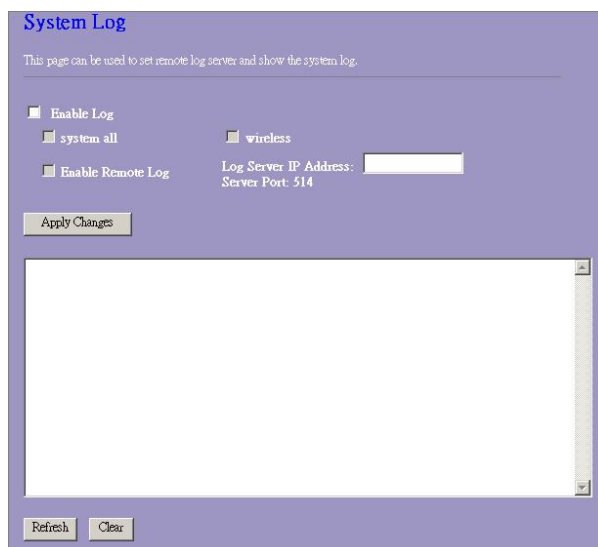 System Log
This page can be used to set remote log server and show the system log.
Enable Log
system all
wireless
Enable Remote Log
Log Server IP Address:
Server Port: 514
Apply Changes
Refresh
Clear